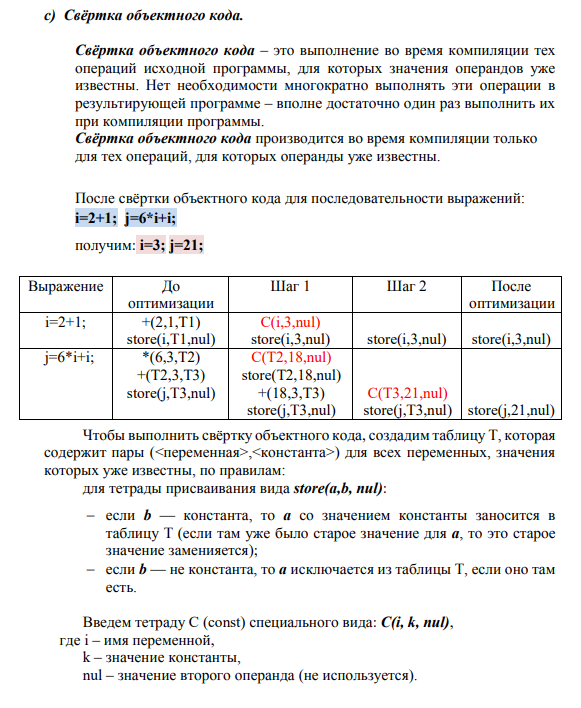 c) Свёртка объектного кода.
Свёртка объектного кода – это выполнение во время компиляции тех
операций исходной программы, для которых значения операндов уже
известны. Нет необходимости многократно выполнять эти операции в
результирующей программе – вполне достаточно один раз выполнить их
при компиляции программы.
Свёртка объектного кода производится во время компиляции только
для тех операций, для которых операнды уже известны.
После свёртки объектного кода для последовательности выражений:
i=2+1; j=6*i+i;
получим: i=3; j=21;
Выражение До оптимизации Шаг 1 Шаг 2 После оптимизации
i=2+1; +(2,1,T1) C(i,3,nul)
store(i,T1,nul) store(i,3,nul) store(i,3,nul) store(i,3,nul)
j=6*i+i; *(6,3,T2) C(T2,18,nul)
+(T2,3,T3) store(T2,18,nul)
store(j,T3,nul) +(18,3,T3) C(T3,21,nul)
store(j,T3,nul) store(j,T3,nul) store(j,21,nul)
Чтобы выполнить свёртку объектного кода, создадим таблицу T, которая
содержит пары (<переменная>,<константа>) для всех переменных, значения
которых уже известны, по правилам:
для тетрады присваивания вида store(a,b, nul):
– если b — константа, то a со значением константы заносится в
таблицу T (если там уже было старое значение для a, то это старое
значение заменияется);
– если b — не константа, то a исключается из таблицы T, если оно там
есть.
Введем тетраду C (const) специального вида: C(i, k, nul),
где i – имя переменной,
k – значение константы,
nul – значение второго операнда (не используется).